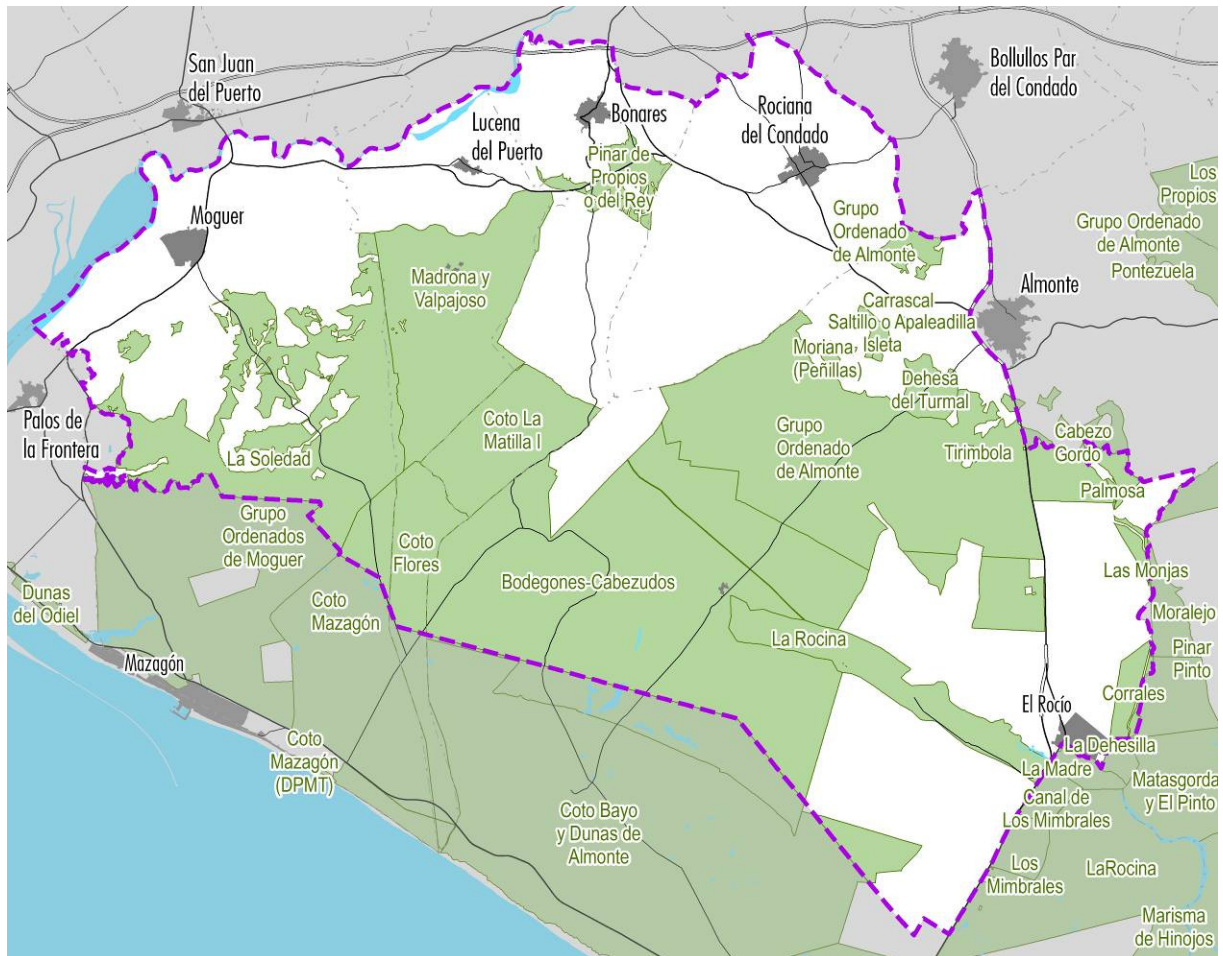 San Juan
del Puerto
Bollullos Par
del Condado
Lucena
del Puerto
Bonares
Rociana
del Condado
Pinar de
Propios
o del Rey
Los
Propios
Moguer
Grupo
Ordenado
de Almonte
Grupo Ordenado
de Almonte
Pontezuela
Madrona y
Valpajoso
Almonte
Carrascal
Saltillo o Apaleadilla
Isleta
Moriana
(Peñillas)
Dehesa
del Turmal
Palos de
la Frontera
La Soledad
Coto La
Matilla I
Grupo
Ordenado
de Almonte
Tirimbola
Cabezo
Gordo
Palmosa
Grupo
Ordenados
de Moguer
Coto
Flores
Bodegones-Cabezudos
Las Monjas
Dunas
del Odiel
Coto
Mazagón
Moralejo
La Rocina
Pinar
Pinto
Mazagón
Corrales
El Rocío
La Dehesilla
Coto
Mazagón
(DPMT)
La Madre
Matasgorda
y El Pinto
Canal de
Los Mimbrales
Coto Bayo
y Dunas de
Almonte
Los
Mimbrales
LaRocina
Marisma
de Hinojos